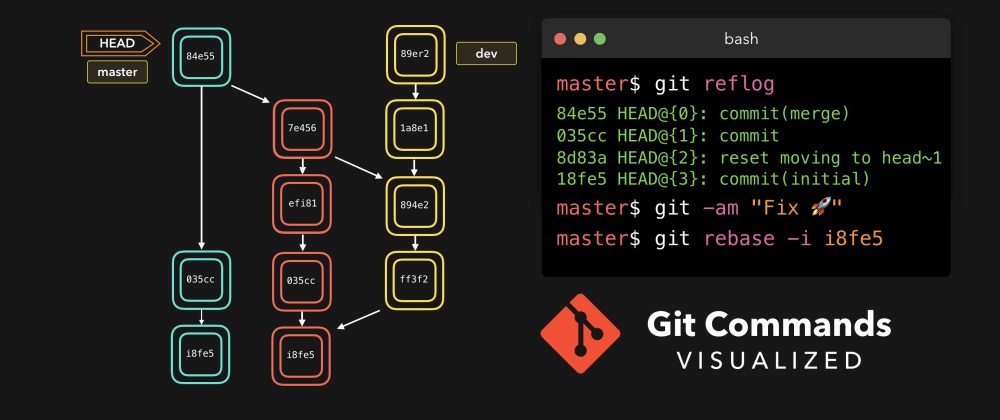 HEAD
master
84e55
035cc
i8fe5
7e456
efi81
035cc
i8fe5
89er2
dev
1a8e1
894e2
ff3f2
bash
master$ git reflog
84e55 HEAD@{0}: commit(merge)
035cc HEAD@{1}: commit
8d83a HEAD@{2}: reset moving to head~1
18fe5 HEAD@{3}: commit(initial)
master$ git –am "Fix 🚀"
master$ git rebase –i i8fe5
Git Commands
VISUALIZED